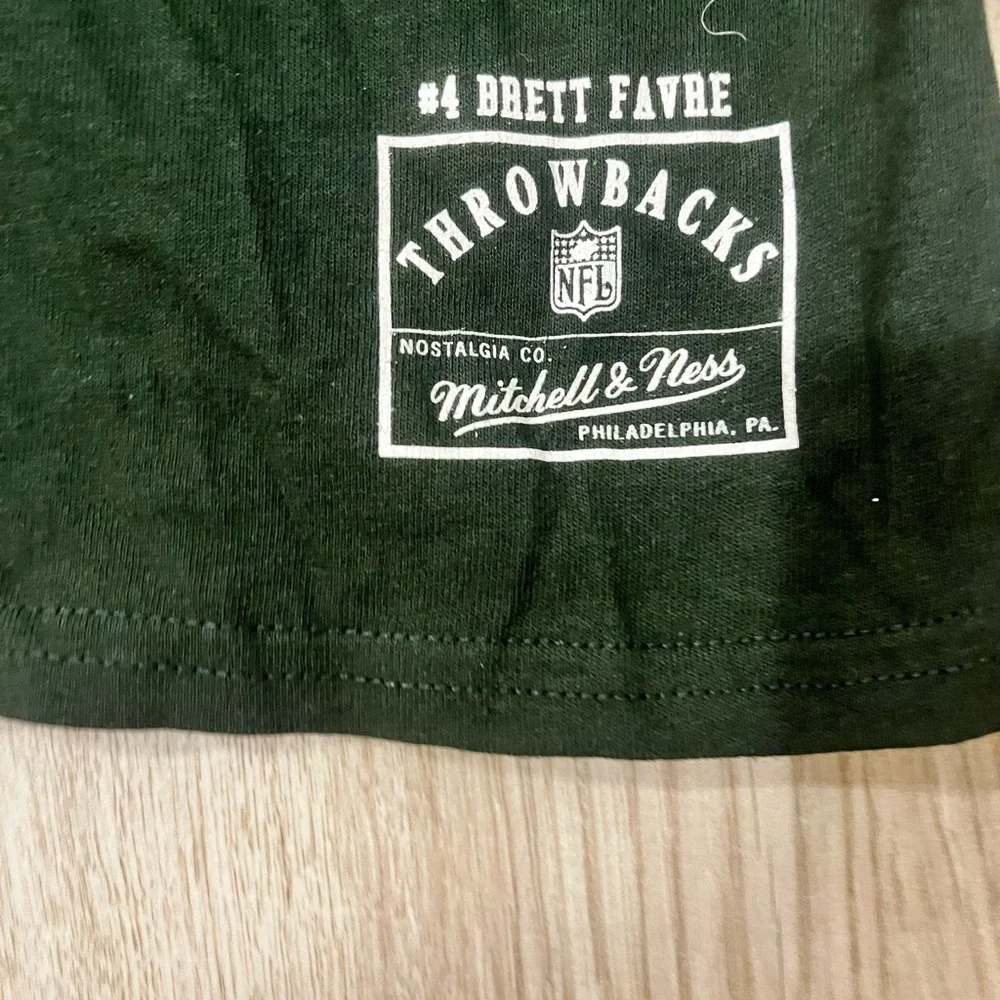 #4 BRETT FAVRE
THROWBACKS
NFL
NOSTALGIA CO.
Mitchell & Ness
PHILADELPHIA, PA.